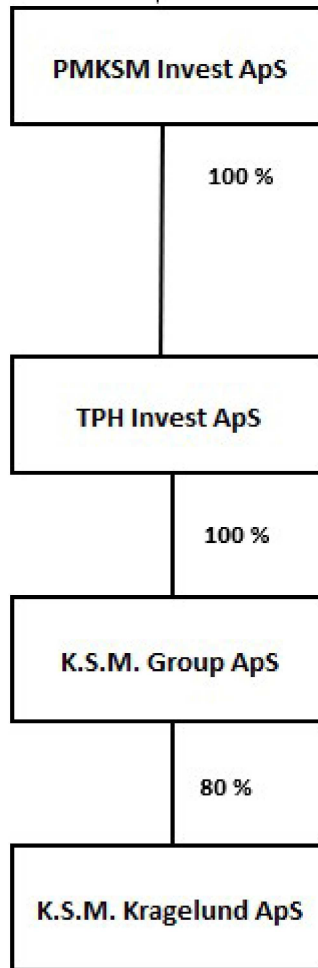 PMKSM Invest ApS
100 %
TPH Invest ApS
100 %
K.S.M. Group ApS
80 %
K.S.M. Kragelund ApS